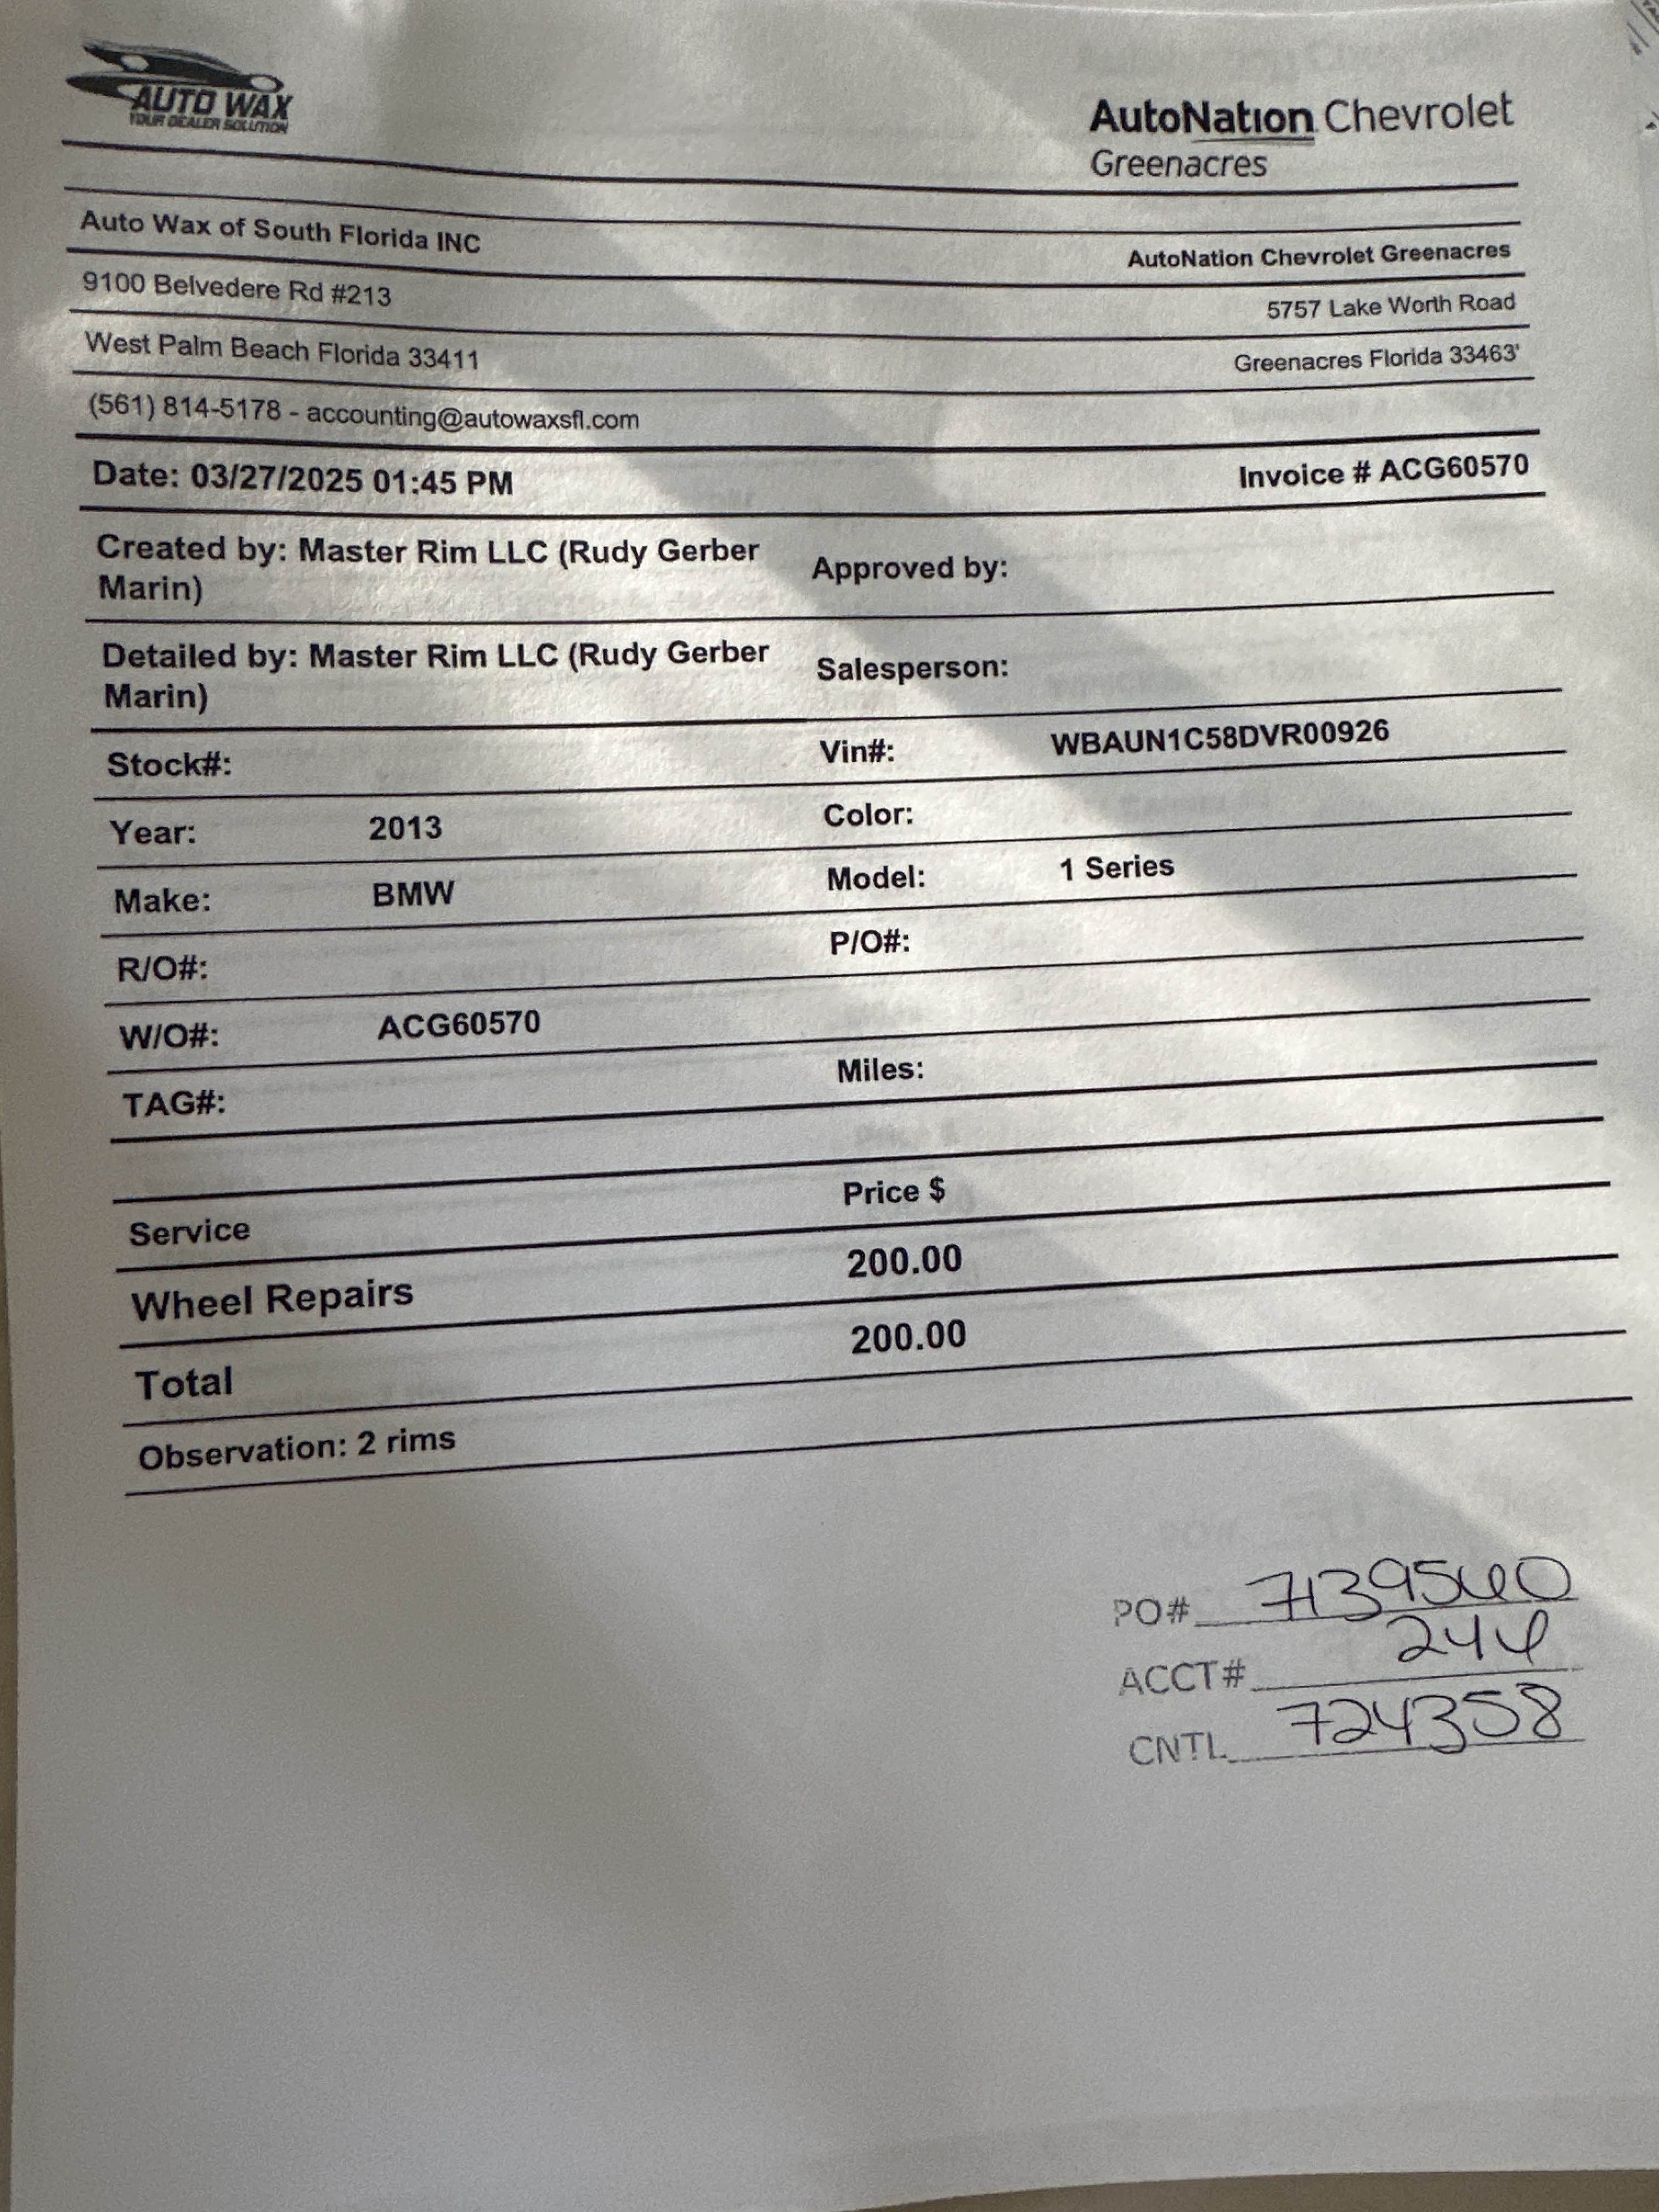 AUTO WAX
YOUR DEALER SOLUTION
AutoNation Chevrolet
Greenacres
Auto Wax of South Florida INC
AutoNation Chevrolet Greenacres
9100 Belvedere Rd #213
5757 Lake Worth Road
West Palm Beach Florida 33411
Greenacres Florida 33463'
(561) 814-5178 - accounting@autowaxsfl.com
Date: 03/27/2025 01:45 PM
Invoice # ACG60570
Created by: Master Rim LLC (Rudy Gerber
Marin)
Approved by:
Detailed by: Master Rim LLC (Rudy Gerber
Marin)
Salesperson:
Stock#:
Vin#: WBAUN1C58DVR00926
Year: 2013
Color:
Make: BMW
Model: 1 Series
R/O#:
P/O#:
W/O#: ACG60570
TAG#:
Miles:
Service Price $
Wheel Repairs 200.00
Total 200.00
Observation: 2 rims
PO# 7139560
ACCT#
CNTL 724358